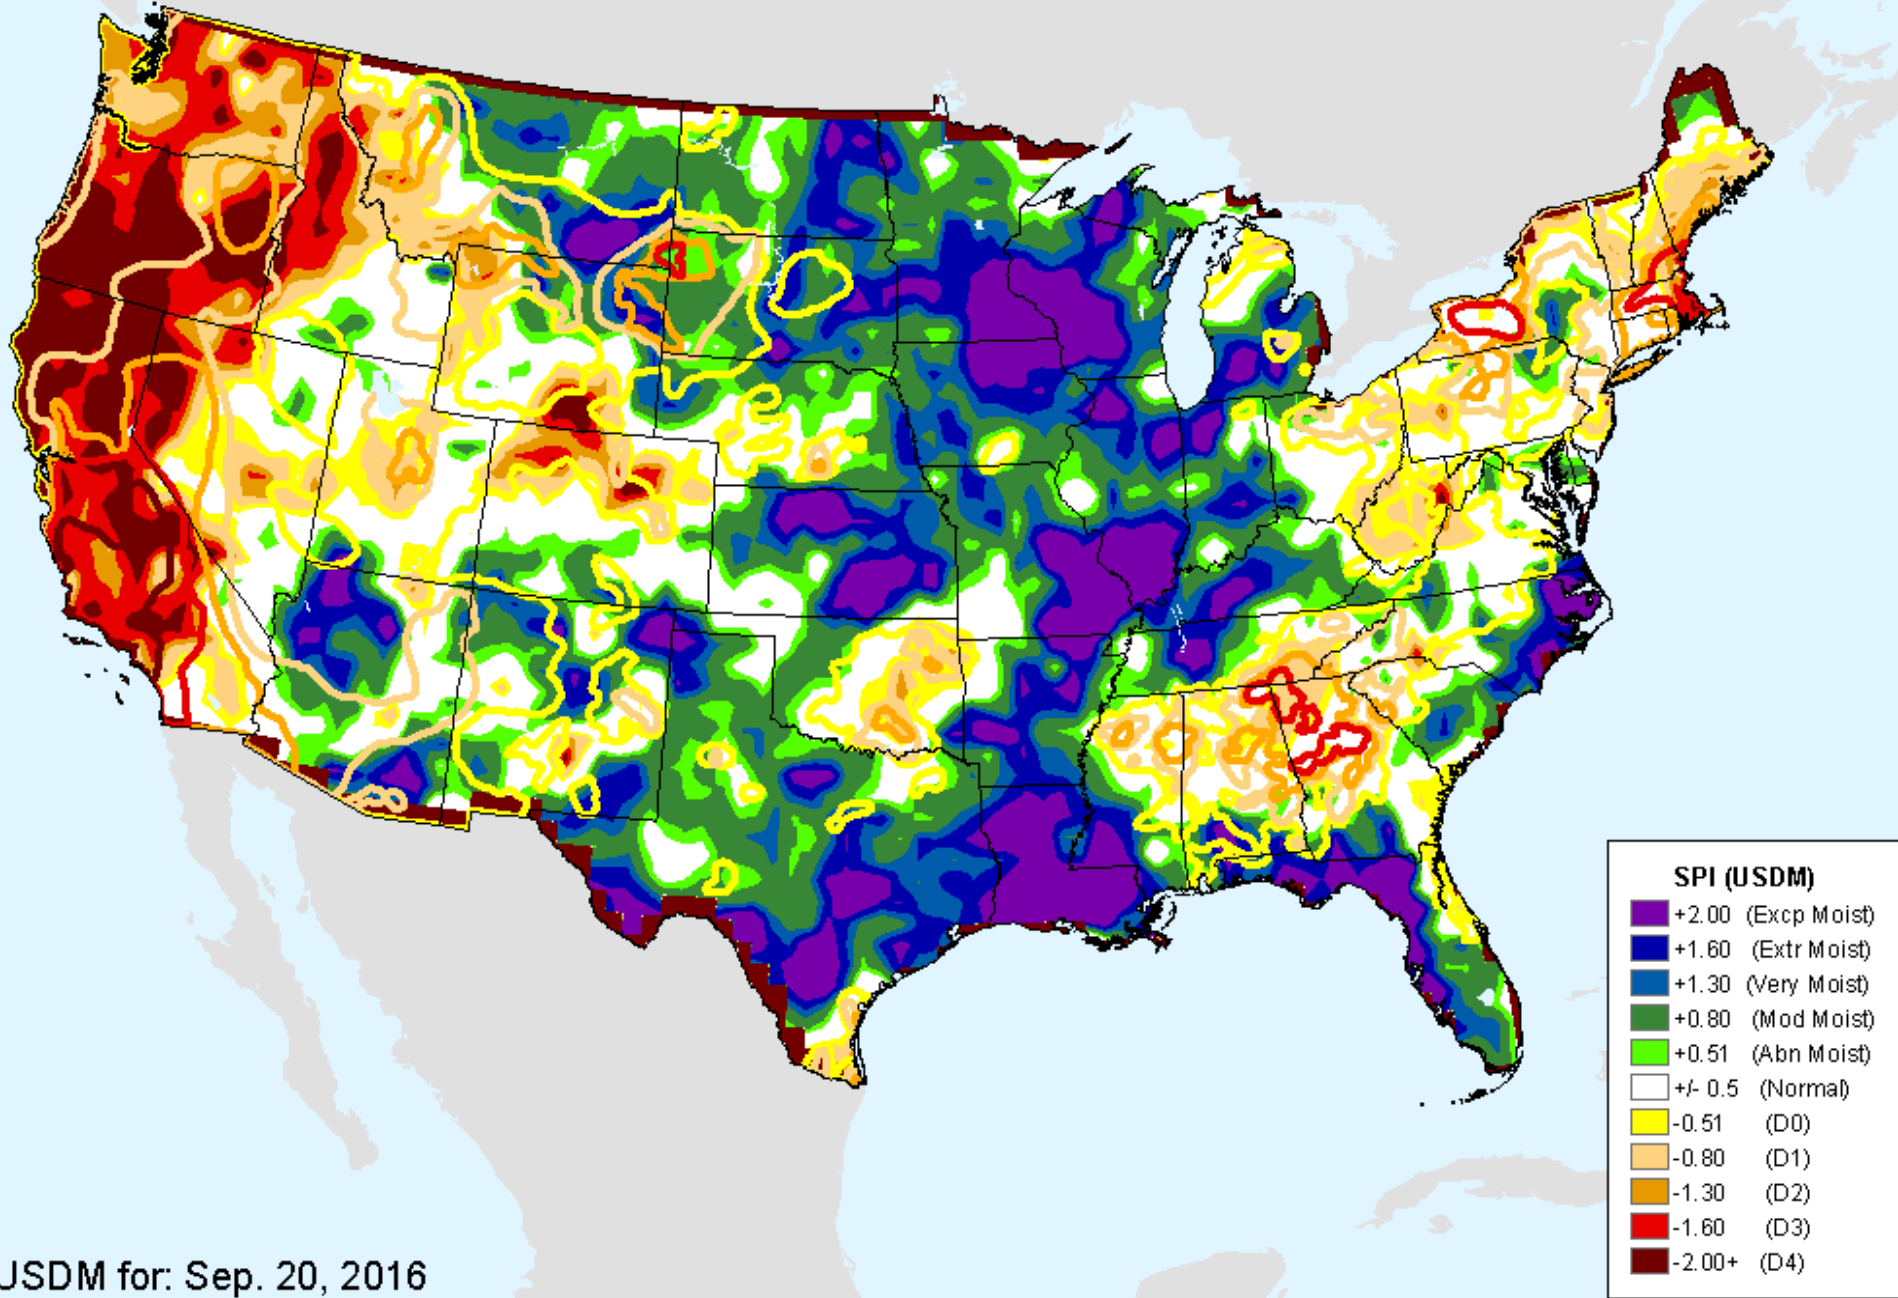 SPI (USDM)
+2.00 (Excp Moist)
+1.60 (Extr Moist)
+1.30 (Very Moist)
+0.80 (Mod Moist)
+0.51 (Abn Moist)
+/- 0.5 (Normal)
-0.51 (D0)
-0.80 (D1)
-1.30 (D2)
-1.60 (D3)
-2.00+ (D4)
USDM for: Sep. 20, 2016